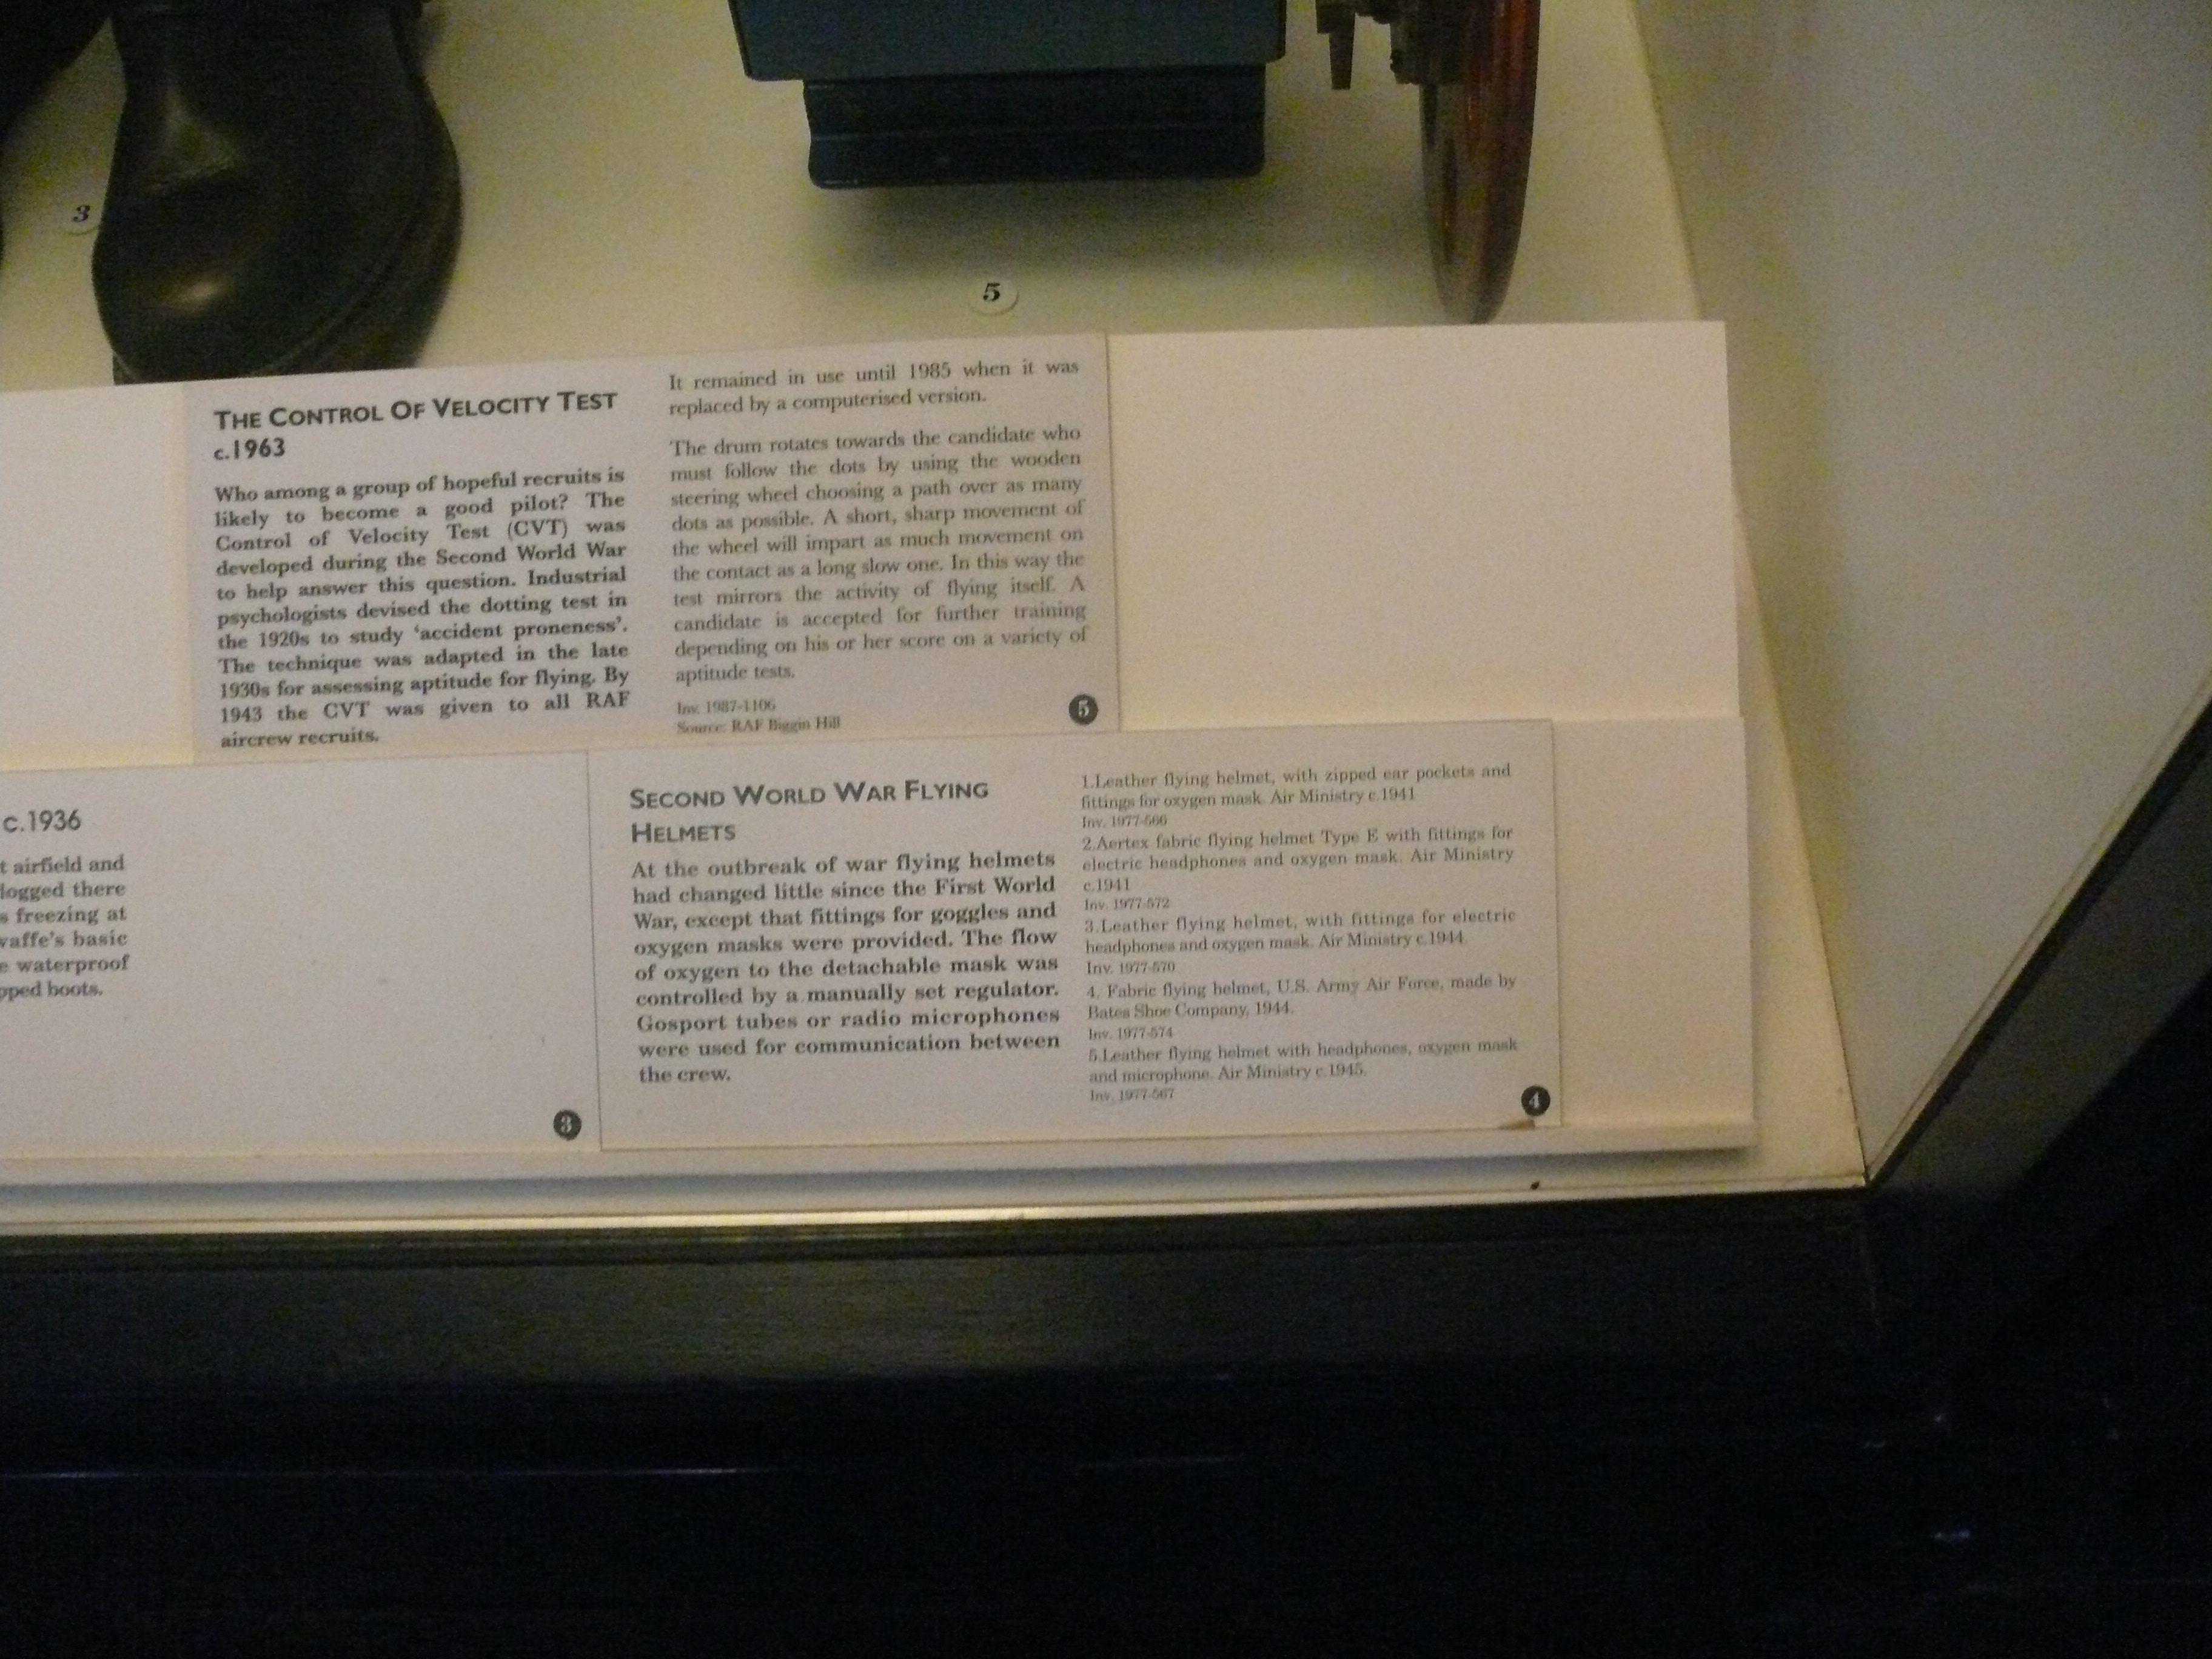 3
5
THE CONTROL OF VELOCITY TEST
c.1963
Who among a group of hopeful recruits is
likely to become a good pilot? The
Control of Velocity Test (CVT) was
developed during the Second World War
to help answer this question. Industrial
psychologists devised the dotting test in
the 1920s to study ‘accident proneness’.
The technique was adapted in the late
1930s for assessing aptitude for flying. By
1943 the CVT was given to all RAF
aircrew recruits.
It remained in use until 1985 when it was
replaced by a computerised version.
The drum rotates towards the candidate who
must follow the dots by using the wooden
steering wheel choosing a path over as many
dots as possible. A short, sharp movement of
the wheel will impart as much movement on
the contact as a long slow one. In this way the
test mirrors the activity of flying itself. A
candidate is accepted for further training
depending on his or her score on a variety of
aptitude tests.
Inv. 1987-1106
Source: RAF Biggin Hill
5
c.1936
t airfield and
logged there
s freezing at
waffe’s basic
e waterproof
pped boots.
3
SECOND WORLD WAR FLYING
HELMETS
At the outbreak of war flying helmets
had changed little since the First World
War, except that fittings for goggles and
oxygen masks were provided. The flow
of oxygen to the detachable mask was
controlled by a manually set regulator.
Gosport tubes or radio microphones
were used for communication between
the crew.
1.Leather flying helmet, with zipped ear pockets and
fittings for oxygen mask. Air Ministry c.1941
Inv. 1977-566
2.Aertex fabric flying helmet Type E with fittings for
electric headphones and oxygen mask. Air Ministry
c.1941
Inv. 1977-572
3.Leather flying helmet, with fittings for electric
headphones and oxygen mask. Air Ministry c.1944.
Inv. 1977-570
4. Fabric flying helmet, U.S. Army Air Force, made by
Bates Shoe Company, 1944.
Inv. 1977-574
5.Leather flying helmet with headphones, oxygen mask
and microphone. Air Ministry c.1945.
Inv. 1977-567
4